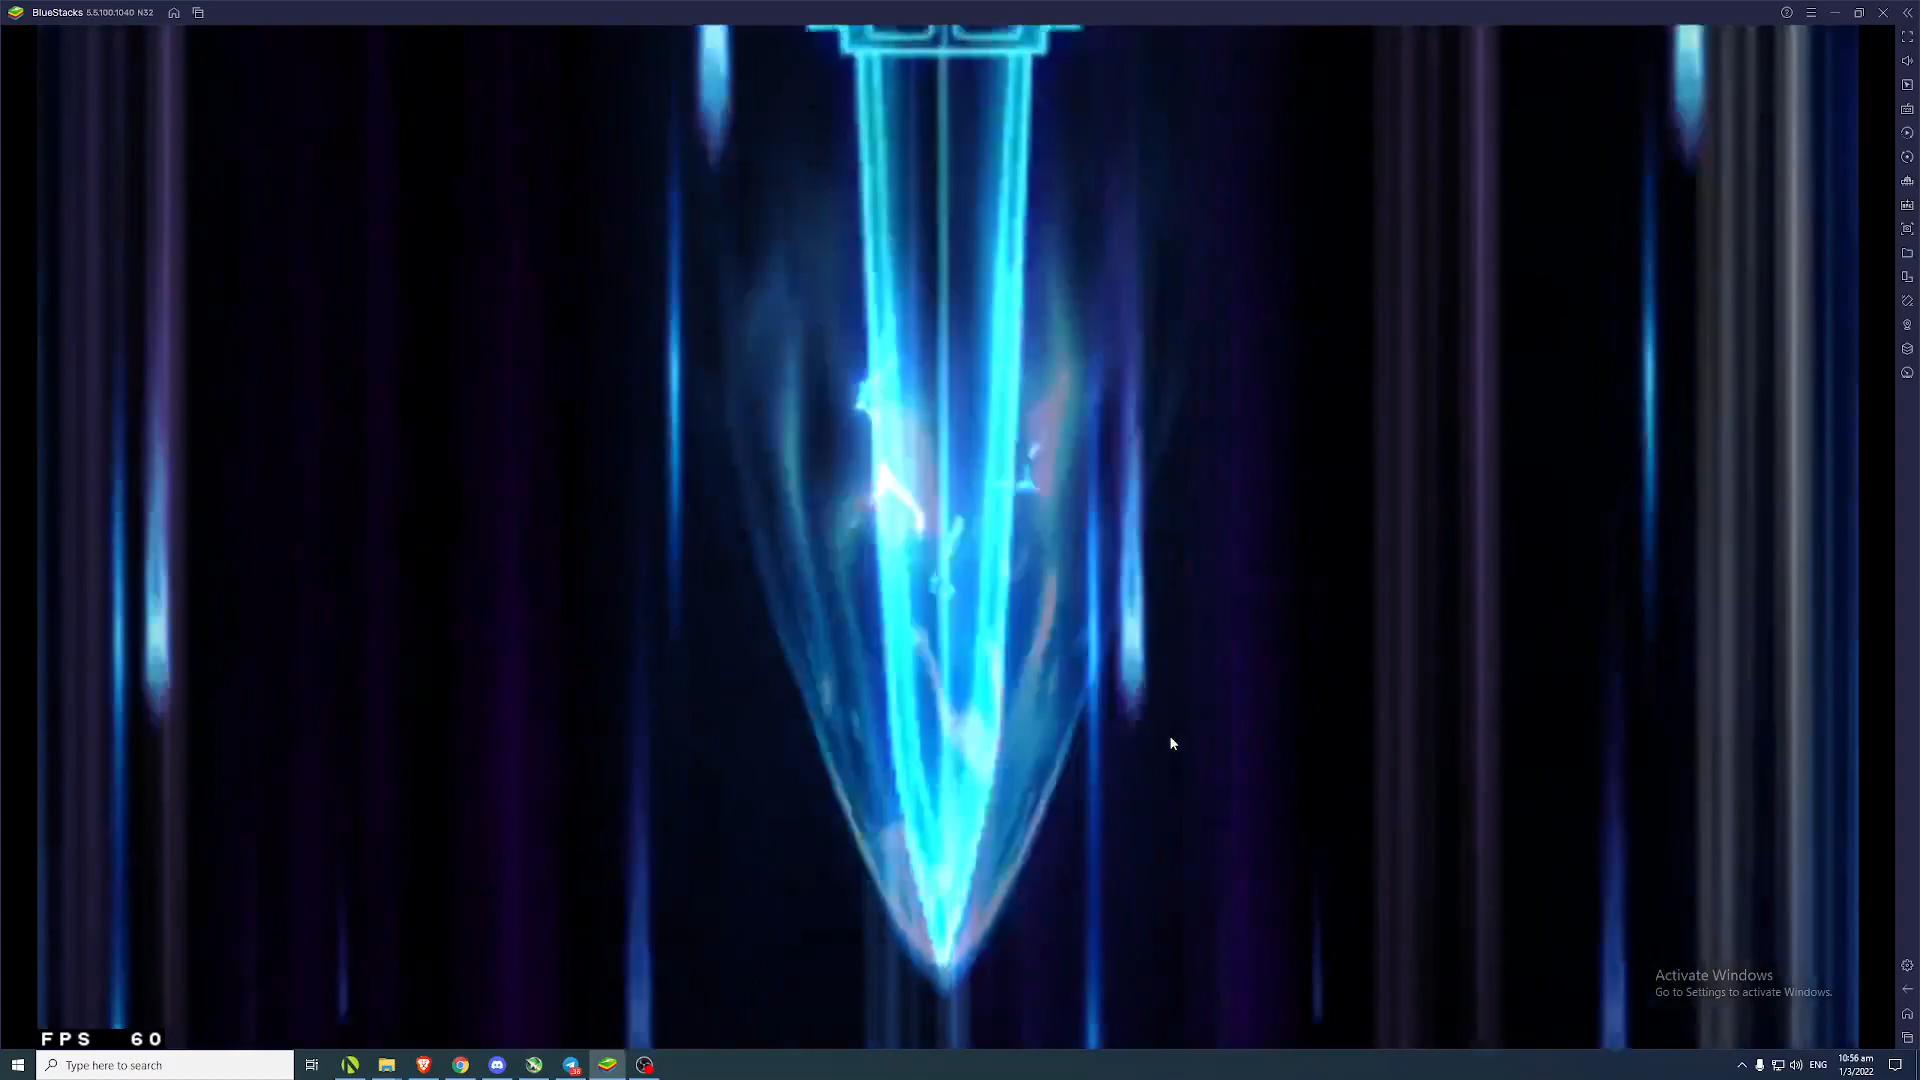 BlueStacks 5.5.100.1040 N32
Activate Windows
Go to Settings to activate Windows.
FPS 60
Type here to search
ENG
10:56 am
1/3/2022